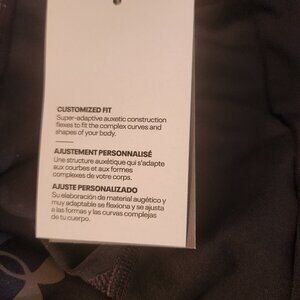 CUSTOMIZED FIT
Super-adaptive auxetic construction
flexes to fit the complex curves and
shapes of your body.
AJUSTEMENT PERSONNALISÉ
Une structure auxétique qui s'adapte
aux courbes et aux formes
complexes de votre corps.
AJUSTE PERSONALIZADO
Su elaboración de material augético y
muy adaptable se flexiona y se ajusta
a las formas y las curvas complejas
de tu cuerpo.